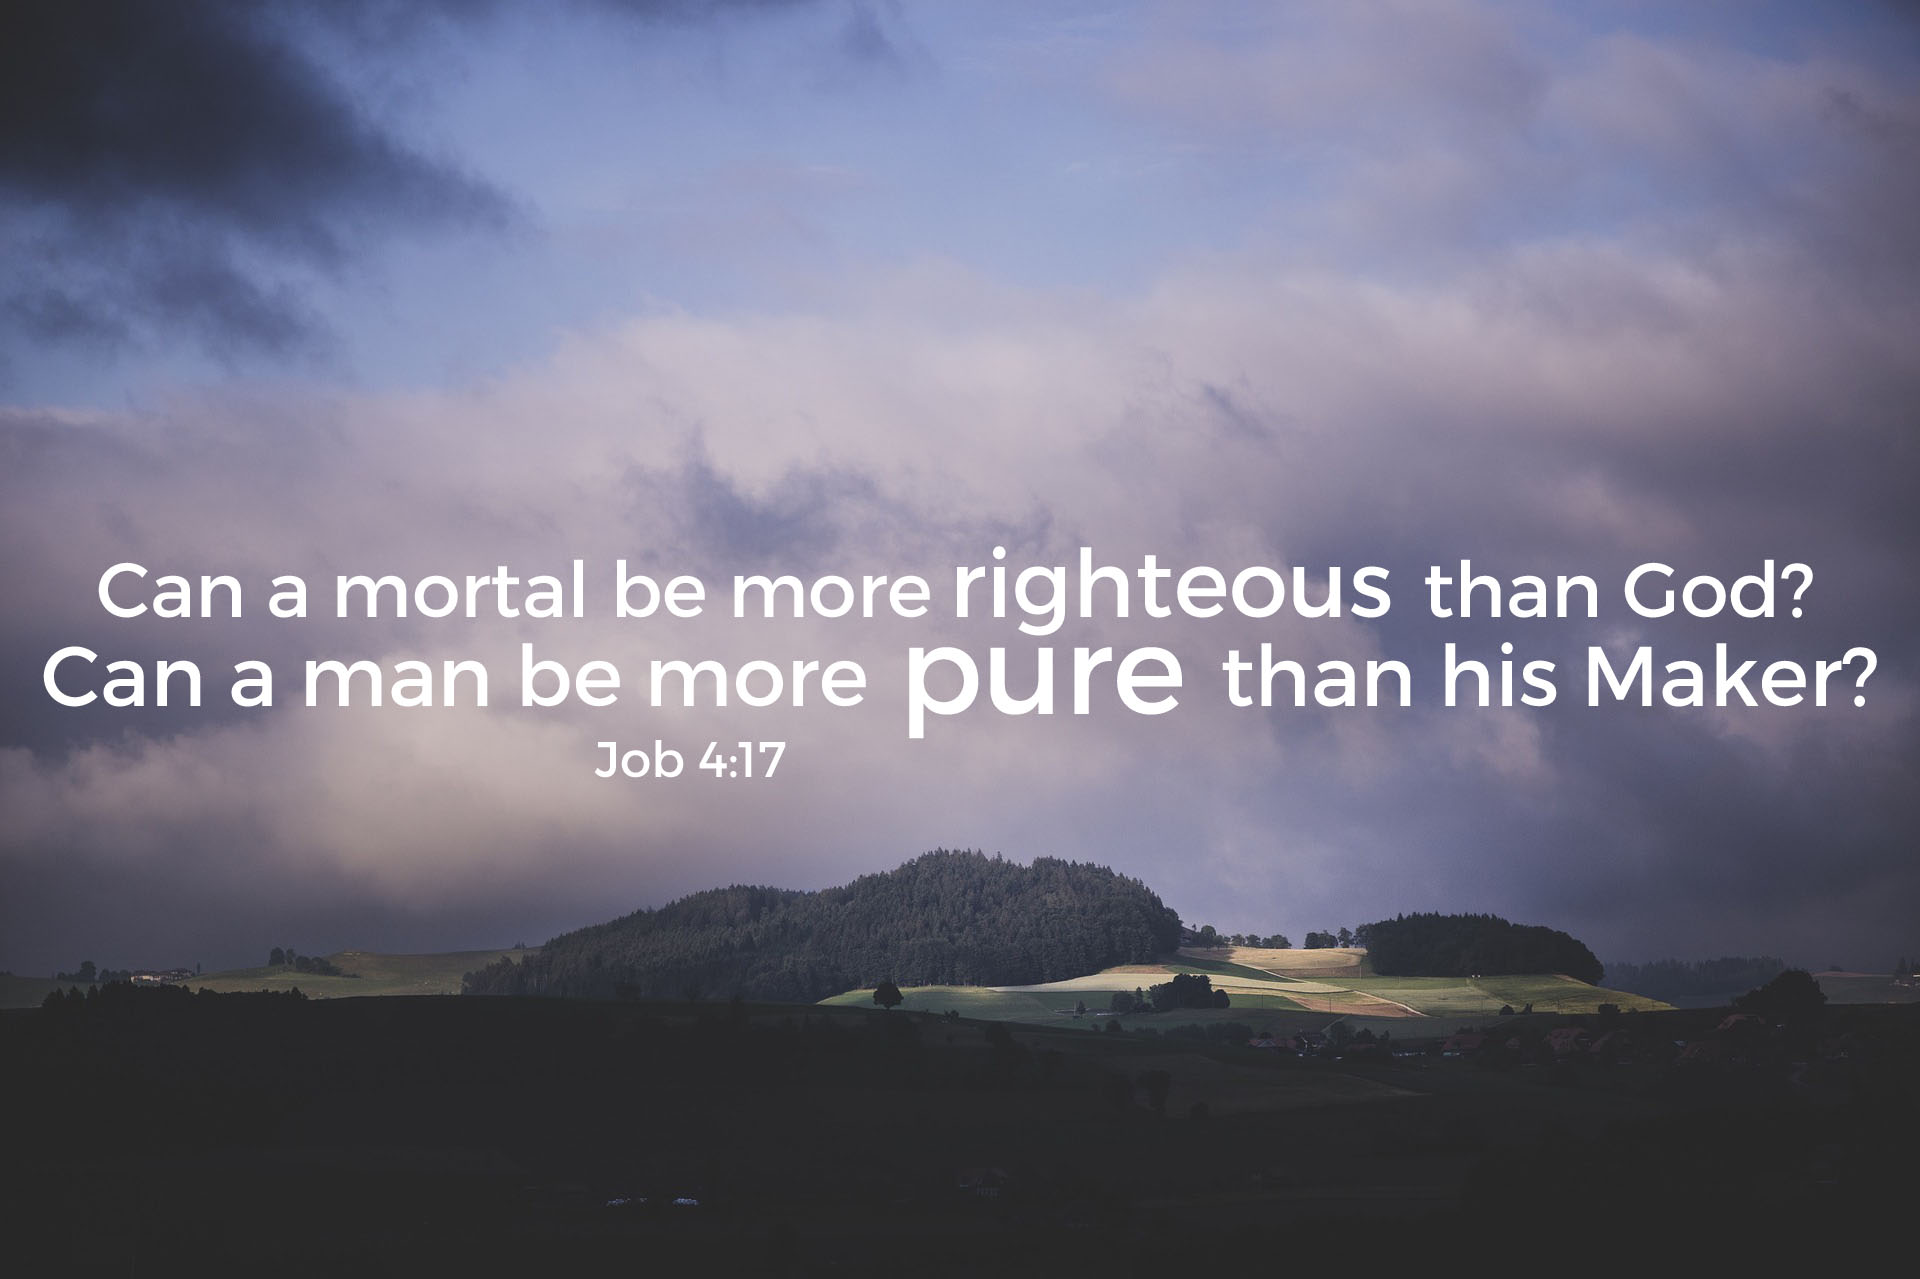 Can a mortal be more righteous than God?
Can a man be more pure than his Maker?
Job 4:17